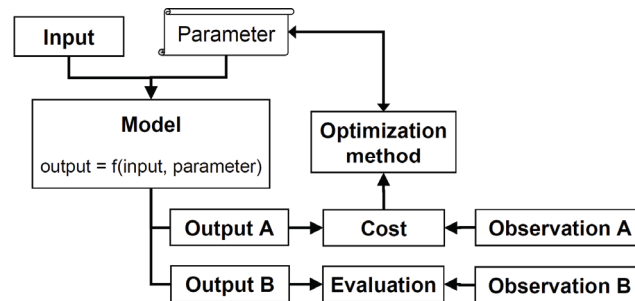 Input
Parameter
Model
output = f(input, parameter)
Optimization
method
Output A
Cost
Observation A
Output B
Evaluation
Observation B